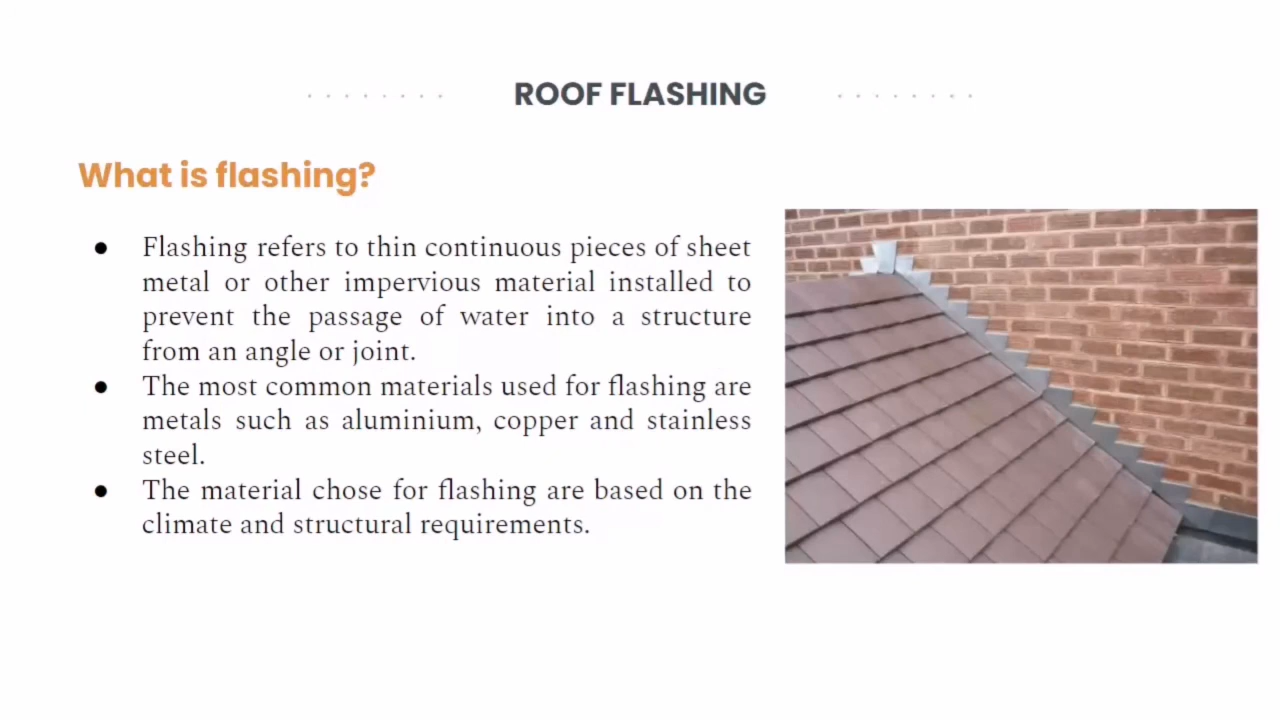 ROOF FLASHING
What is flashing?
● Flashing refers to thin continuous pieces of sheet
metal or other impervious material installed to
prevent the passage of water into a structure
from an angle or joint.
● The most common materials used for flashing are
metals such as aluminium, copper and stainless
steel.
● The material chose for flashing are based on the
climate and structural requirements.